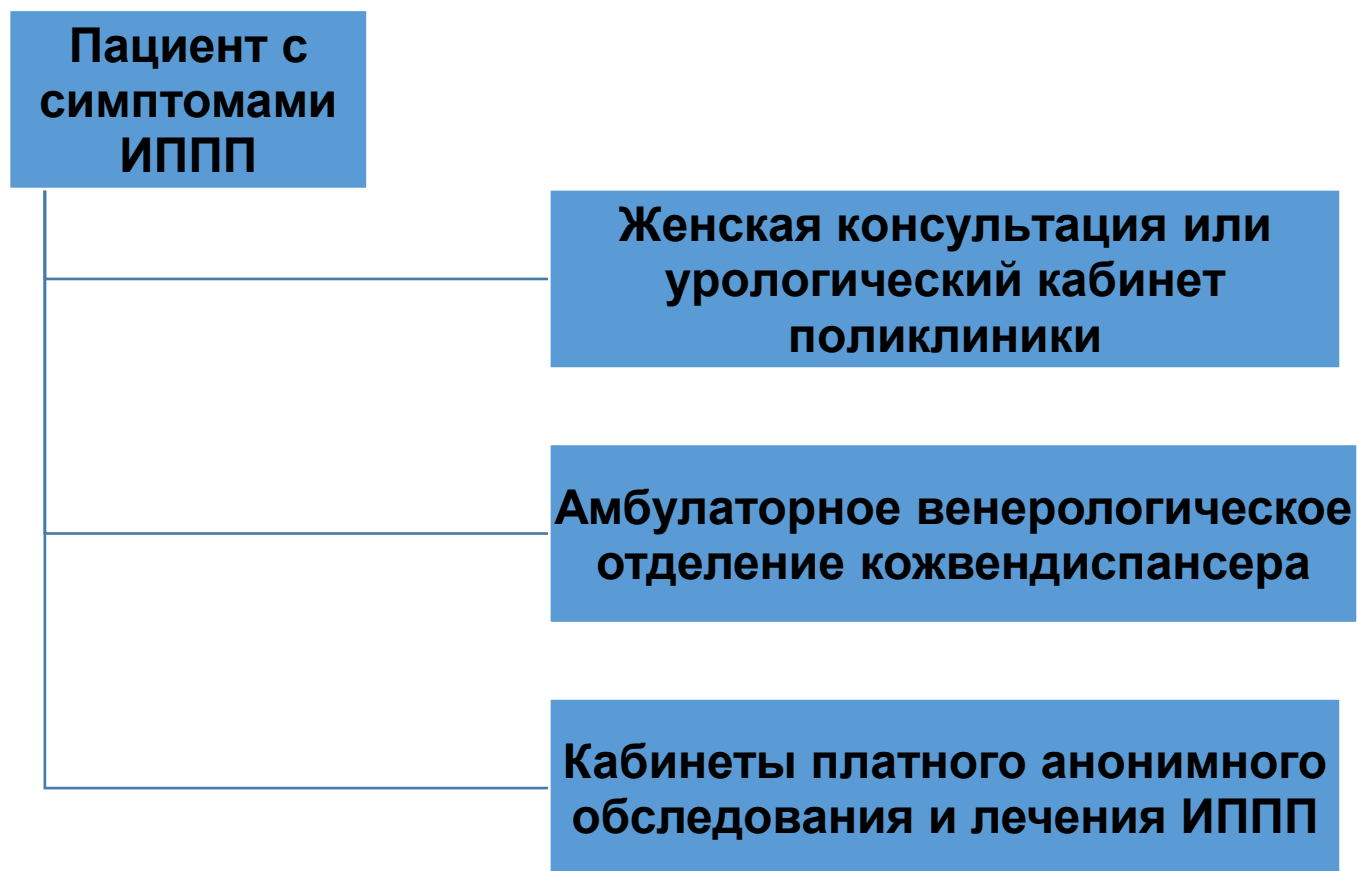 Пациент с
симптомами
ИППП
Женская консультация или
урологический кабинет
поликлиники
Амбулаторное венерологическое
отделение кожвендиспансера
Кабинеты платного анонимного
обследования и лечения ИППП